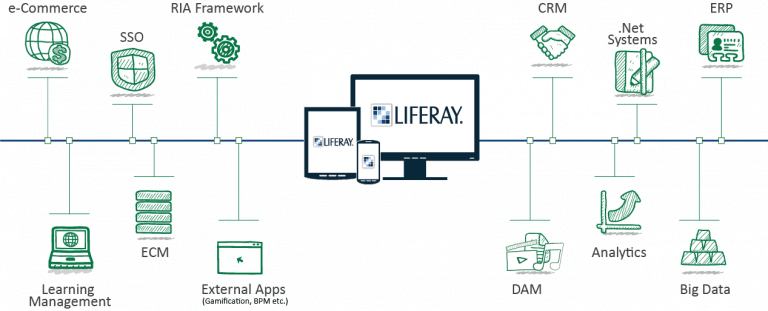 e-Commerce
SSO
RIA Framework
CRM
.Net
Systems
ERP
LIFERAY.
LIFERAY.
Learning
Management
ECM
External Apps
(Gamification, BPM etc.)
DAM
Analytics
Big Data